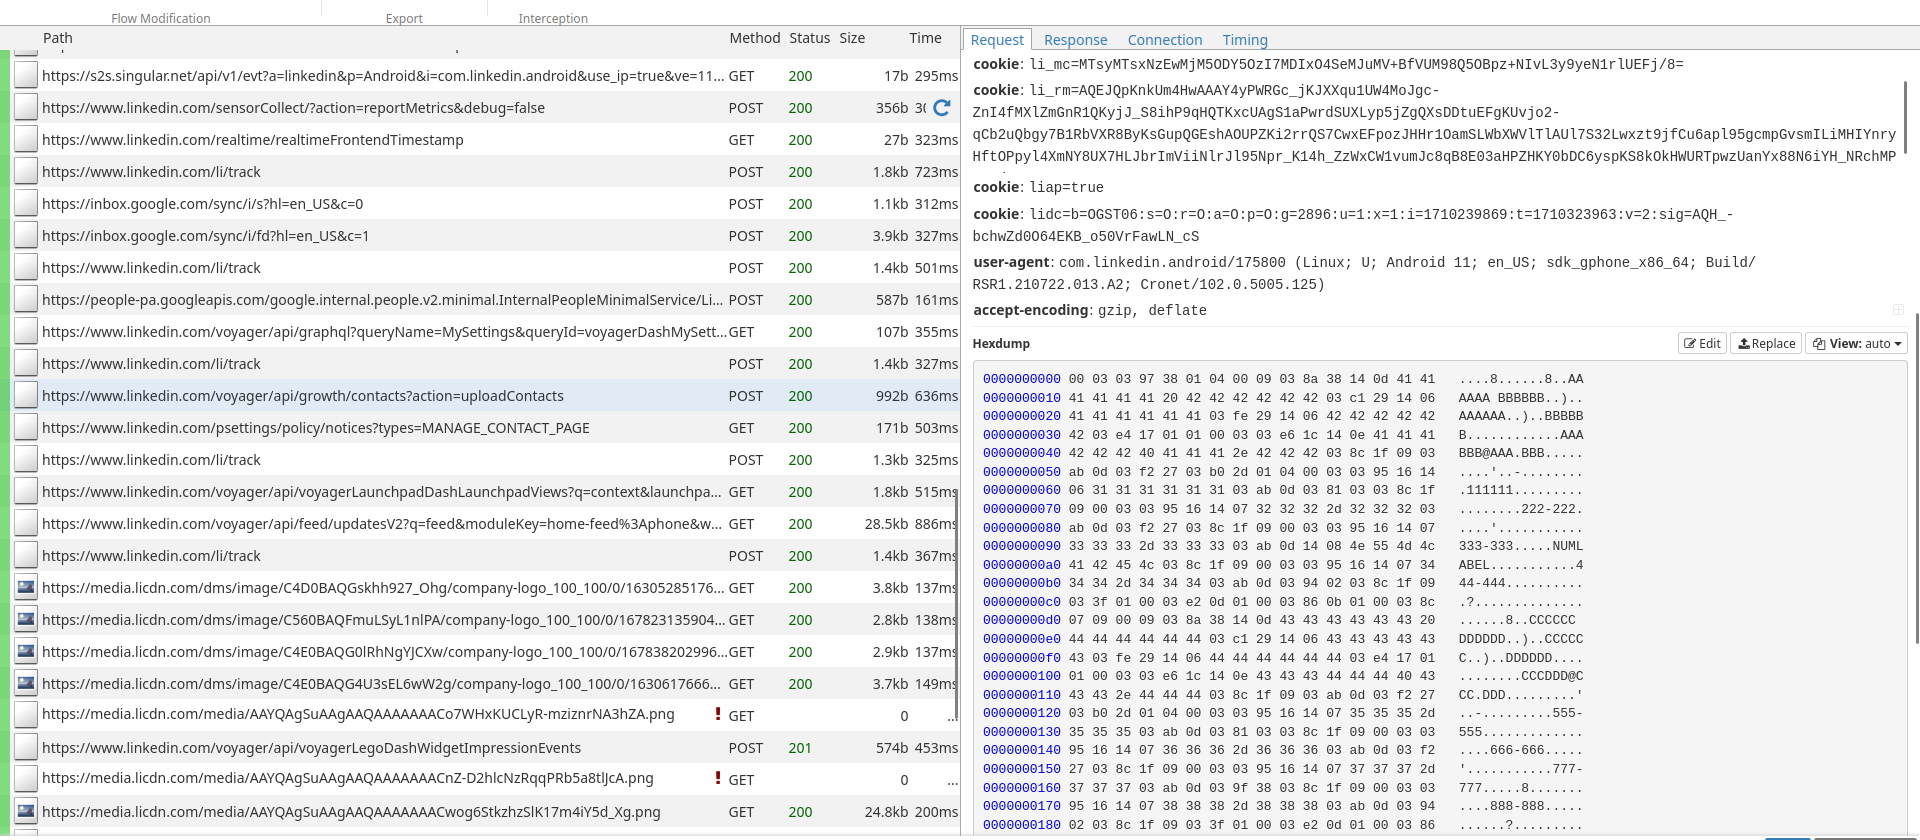 Flow Modification Export Interception
Path Method Status Size Time
https://s2s.singular.net/api/v1/evt?a=linkedin&p=Android&i=com.linkedin.android&use_ip=true&ve=11... GET 200 17b 295ms
https://www.linkedin.com/sensorCollect/?action=reportMetrics&debug=false POST 200 356b
https://www.linkedin.com/realtime/realtimeFrontendTimestamp GET 200 27b 323ms
https://www.linkedin.com/li/track POST 200 1.8kb 723ms
https://inbox.google.com/sync/i/s?hl=en_US&c=0 POST 200 1.1kb 312ms
https://inbox.google.com/sync/i/fd?hl=en_US&c=1 POST 200 3.9kb 327ms
https://www.linkedin.com/li/track POST 200 1.4kb 501ms
https://people-pa.googleapis.com/google.internal.people.v2.minimal.InternalPeopleMinimalService/Li... POST 200 587b 161ms
https://www.linkedin.com/voyager/api/graphql?queryName=MySettings&queryId=voyagerDashMySett... GET 200 107b 355ms
https://www.linkedin.com/li/track POST 200 1.4kb 327ms
https://www.linkedin.com/voyager/api/growth/contacts?action=uploadContacts POST 200 992b 636ms
https://www.linkedin.com/psettings/policy/notices?types=MANAGE_CONTACT_PAGE GET 200 171b 503ms
https://www.linkedin.com/li/track POST 200 1.3kb 325ms
https://www.linkedin.com/voyager/api/voyagerLaunchpadDashLaunchpadViews?q=context&launchpa... GET 200 1.8kb 515ms
https://www.linkedin.com/voyager/api/feed/updatesV2?q=feed&moduleKey=home-feed%3Aphone&w... GET 200 28.5kb 886ms
https://www.linkedin.com/li/track POST 200 1.4kb 367ms
https://media.licdn.com/dms/image/C4D0BAQGskhh927_Ohg/company-logo_100_100/0/16305285176... GET 200 3.8kb 137ms
https://media.licdn.com/dms/image/C560BAQFmuLSyL1nlPA/company-logo_100_100/0/167823135904... GET 200 2.8kb 138ms
https://media.licdn.com/dms/image/C4E0BAQG0lRhNgYJCXw/company-logo_100_100/0/167838202996... GET 200 2.9kb 137ms
https://media.licdn.com/dms/image/C4E0BAQG4U3sEL6wW2g/company-logo_100_100/0/1630617666... GET 200 3.7kb 149ms
https://media.licdn.com/media/AAYQAgSuAAgAAQAAAAAAACo7WHxKUCLyR-mziznrNA3hZA.png ! GET 0 ...
https://www.linkedin.com/voyager/api/voyagerLegoDashWidgetImpressionEvents POST 201 574b 453ms
https://media.licdn.com/media/AAYQAgSuAAgAAQAAAAAAACnZ-D2hlcNzRqqPRb5a8tlJcA.png ! GET 0 ...
https://media.licdn.com/media/AAYQAgSuAAgAAQAAAAAAACwog6StkzhzSlK17m4iY5d_Xg.png GET 200 24.8kb 200ms
Request Response Connection Timing
cookie: li_mc=MTsyMTsxNzEwMjM5ODY5OzI7MDIxO4SeMJuMV+BfVUM98Q5OBpz+NIvL3y9yeN1rlUEFj/8=
cookie: li_rm=AQEJQpKnkUm4HwAAAY4yPWRGc_jKJXXqu1UW4MoJgc-
ZnI4fMXlZmGnR1QKyjJ_S8ihP9qHQTKxcUAgS1aPwrdSUXLyp5jZgQXsDDtuEFgKUvjo2-
qCb2uQbgy7B1RbVXR8ByKsGupQGEshAOUPZKi2rrQS7CwxEFpozJHHr1OamSLWbXWVlTlAUl7S32Lwxzt9jfCu6apl95gcmpGvsmILiMHIYnry
HftOPpyl4XmNY8UX7HLJbrImViiNlrJl95Npr_K14h_ZzWxCW1vumJc8qB8E03aHPZHKY0bDC6yspKS8kOkHWURTpwzUanYx88N6iYH_NRchMP
cookie: liap=true
cookie: lidc=b=OGST06:s=O:r=O:a=O:p=O:g=2896:u=1:x=1:i=1710239869:t=1710323963:v=2:sig=AQH_-
bchwZd0O64EKB_o50VrFawLN_cS
user-agent: com.linkedin.android/175800 (Linux; U; Android 11; en_US; sdk_gphone_x86_64; Build/
RSR1.210722.013.A2; Cronet/102.0.5005.125)
accept-encoding: gzip, deflate
Hexdump Edit Replace View: auto
0000000000 00 03 03 97 38 01 04 00 09 03 8a 38 14 0d 41 41 ....8......8..AA
0000000010 41 41 41 41 20 42 42 42 42 42 42 03 c1 29 14 06 AAAA BBBBBB..)..
0000000020 41 41 41 41 41 41 03 fe 29 14 06 42 42 42 42 42 AAAAAA..)..BBBBB
0000000030 42 03 e4 17 01 01 00 03 03 e6 1c 14 0e 41 41 41 B............AAA
0000000040 42 42 42 40 41 41 41 2e 42 42 42 03 8c 1f 09 03 BBB@AAA.BBB.....
0000000050 ab 0d 03 f2 27 03 b0 2d 01 04 00 03 03 95 16 14 ....'..-........
0000000060 06 31 31 31 31 31 31 03 ab 0d 03 81 03 03 8c 1f .111111.........
0000000070 09 00 03 03 95 16 14 07 32 32 32 2d 32 32 32 03 ........222-222.
0000000080 ab 0d 03 f2 27 03 8c 1f 09 00 03 03 95 16 14 07 ....'...........
0000000090 33 33 33 2d 33 33 33 03 ab 0d 14 08 4e 55 4d 4c 333-333.....NUML
00000000a0 41 42 45 4c 03 8c 1f 09 00 03 03 95 16 14 07 34 ABEL...........4
00000000b0 34 34 2d 34 34 34 03 ab 0d 03 94 02 03 8c 1f 09 44-444..........
00000000c0 03 3f 01 00 03 e2 0d 01 00 03 86 0b 01 00 03 8c .?..............
00000000d0 07 09 00 09 03 8a 38 14 0d 43 43 43 43 43 43 20 ......8..CCCCCC
00000000e0 44 44 44 44 44 44 03 c1 29 14 06 43 43 43 43 43 DDDDDD..)..CCCCC
00000000f0 43 03 fe 29 14 06 44 44 44 44 44 44 03 e4 17 01 C..)..DDDDDD....
0000000100 01 00 03 03 e6 1c 14 0e 43 43 43 44 44 44 40 43 ........CCCDDD@C
0000000110 43 43 2e 44 44 44 03 8c 1f 09 03 ab 0d 03 f2 27 CC.DDD.........'
0000000120 03 b0 2d 01 04 00 03 03 95 16 14 07 35 35 35 2d ..-.........555-
0000000130 35 35 35 03 ab 0d 03 81 03 03 8c 1f 09 00 03 03 555.............
0000000140 95 16 14 07 36 36 36 2d 36 36 36 03 ab 0d 03 f2 ....666-666.....
0000000150 27 03 8c 1f 09 00 03 03 95 16 14 07 37 37 37 2d '...........777-
0000000160 37 37 37 03 ab 0d 03 9f 38 03 8c 1f 09 00 03 03 777.....8.......
0000000170 95 16 14 07 38 38 38 2d 38 38 38 03 ab 0d 03 94 ....888-888.....
0000000180 02 03 8c 1f 09 03 3f 01 00 03 e2 0d 01 00 03 86 ......?.........